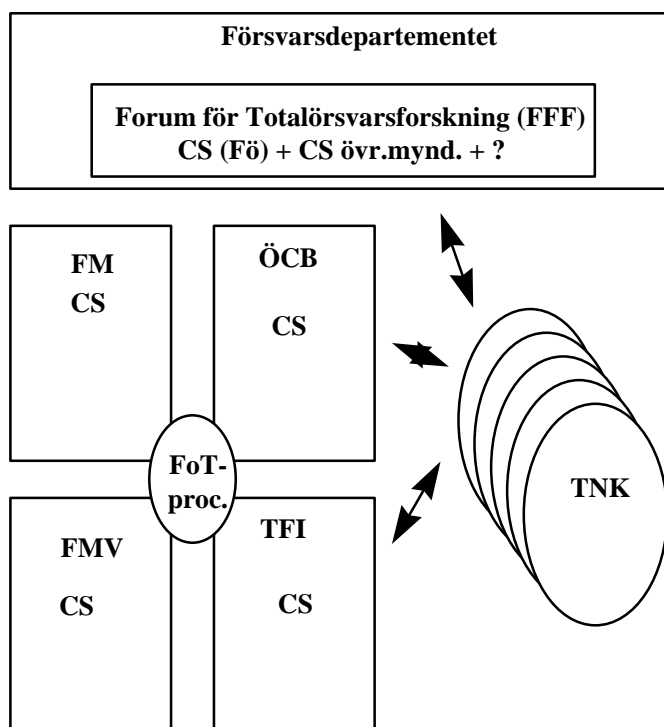 Försvarsdepartementet
Forum för Totalörsvarsforskning (FFF)
CS (Fö) + CS övr.mynd. + ?
FM
CS
ÖCB
CS
FoT-
proc.
TNK
FMV
CS
TFI
CS